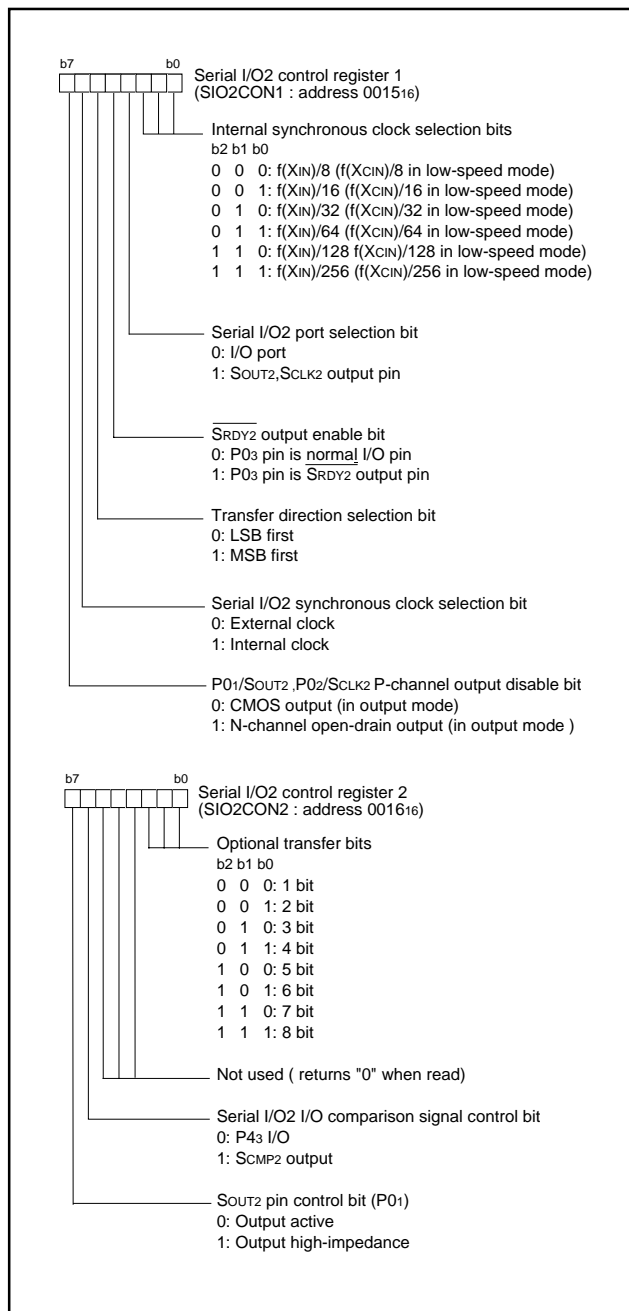 b7 b0
Serial I/O2 control register 1
(SIO2CON1 : address 001516)
Internal synchronous clock selection bits
b2 b1 b0
0 0 0: f(XIN)/8 (f(XCIN)/8 in low-speed mode)
0 0 1: f(XIN)/16 (f(XCIN)/16 in low-speed mode)
0 1 0: f(XIN)/32 (f(XCIN)/32 in low-speed mode)
0 1 1: f(XIN)/64 (f(XCIN)/64 in low-speed mode)
1 1 0: f(XIN)/128 f(XCIN)/128 in low-speed mode)
1 1 1: f(XIN)/256 (f(XCIN)/256 in low-speed mode)
Serial I/O2 port selection bit
0: I/O port
1: SOUT2,SCLK2 output pin
SRDY2 output enable bit
0: P03 pin is normal I/O pin
1: P03 pin is SRDY2 output pin
Transfer direction selection bit
0: LSB first
1: MSB first
Serial I/O2 synchronous clock selection bit
0: External clock
1: Internal clock
P01/SOUT2 ,P02/SCLK2 P-channel output disable bit
0: CMOS output (in output mode)
1: N-channel open-drain output (in output mode )
b7 b0
Serial I/O2 control register 2
(SIO2CON2 : address 001616)
Optional transfer bits
b2 b1 b0
0 0 0: 1 bit
0 0 1: 2 bit
0 1 0: 3 bit
0 1 1: 4 bit
1 0 0: 5 bit
1 0 1: 6 bit
1 1 0: 7 bit
1 1 1: 8 bit
Not used ( returns "0" when read)
Serial I/O2 I/O comparison signal control bit
0: P43 I/O
1: SCMP2 output
SOUT2 pin control bit (P01)
0: Output active
1: Output high-impedance